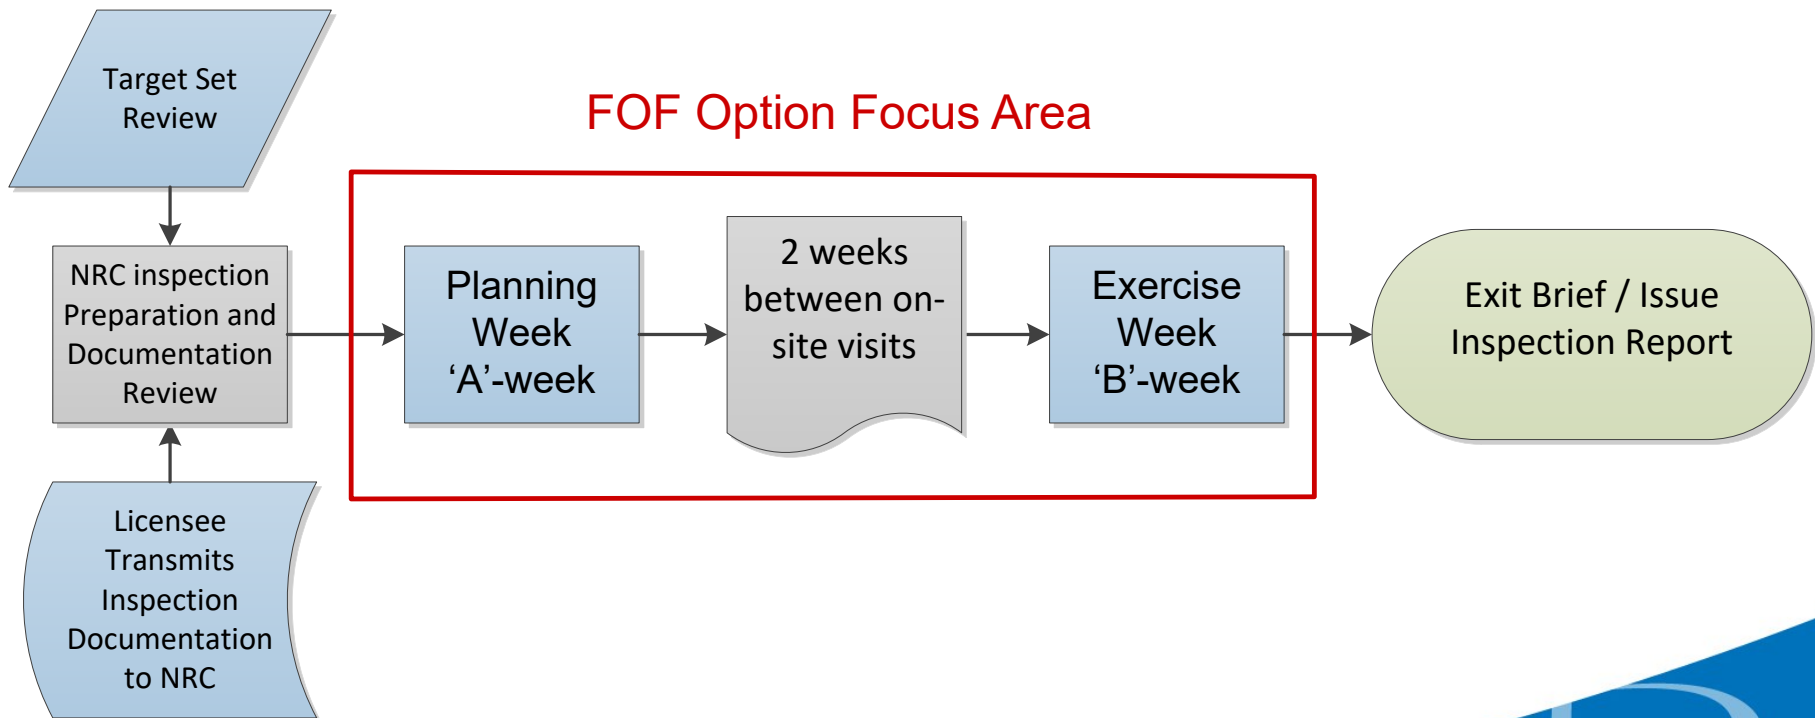 Target Set
Review
FOF Option Focus Area
NRC inspection
Preparation and
Documentation
Review
Planning
Week
‘A’-week
2 weeks
between on-
site visits
Exercise
Week
‘B’-week
Exit Brief / Issue
Inspection Report
Licensee
Transmits
Inspection
Documentation
to NRC